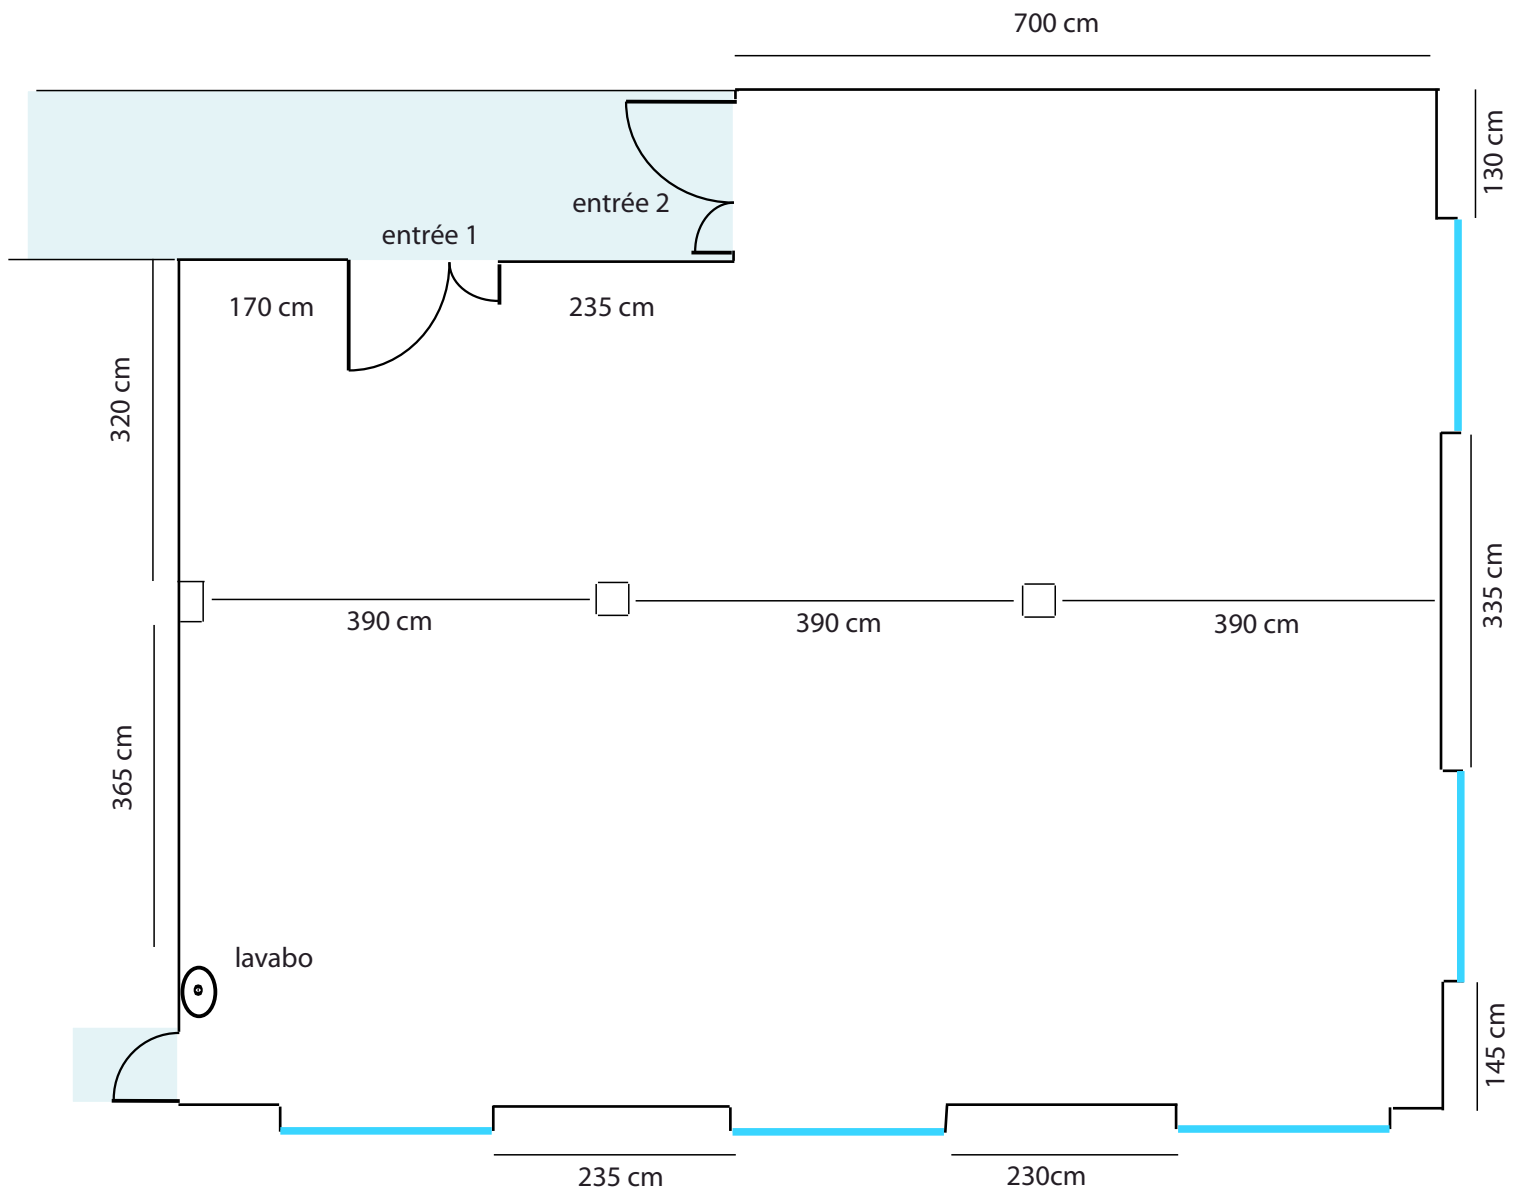 700 cm
130 cm
entrée 2
entrée 1
170 cm
235 cm
320 cm
390 cm
390 cm
390 cm
335 cm
365 cm
lavabo
145 cm
235 cm
230cm